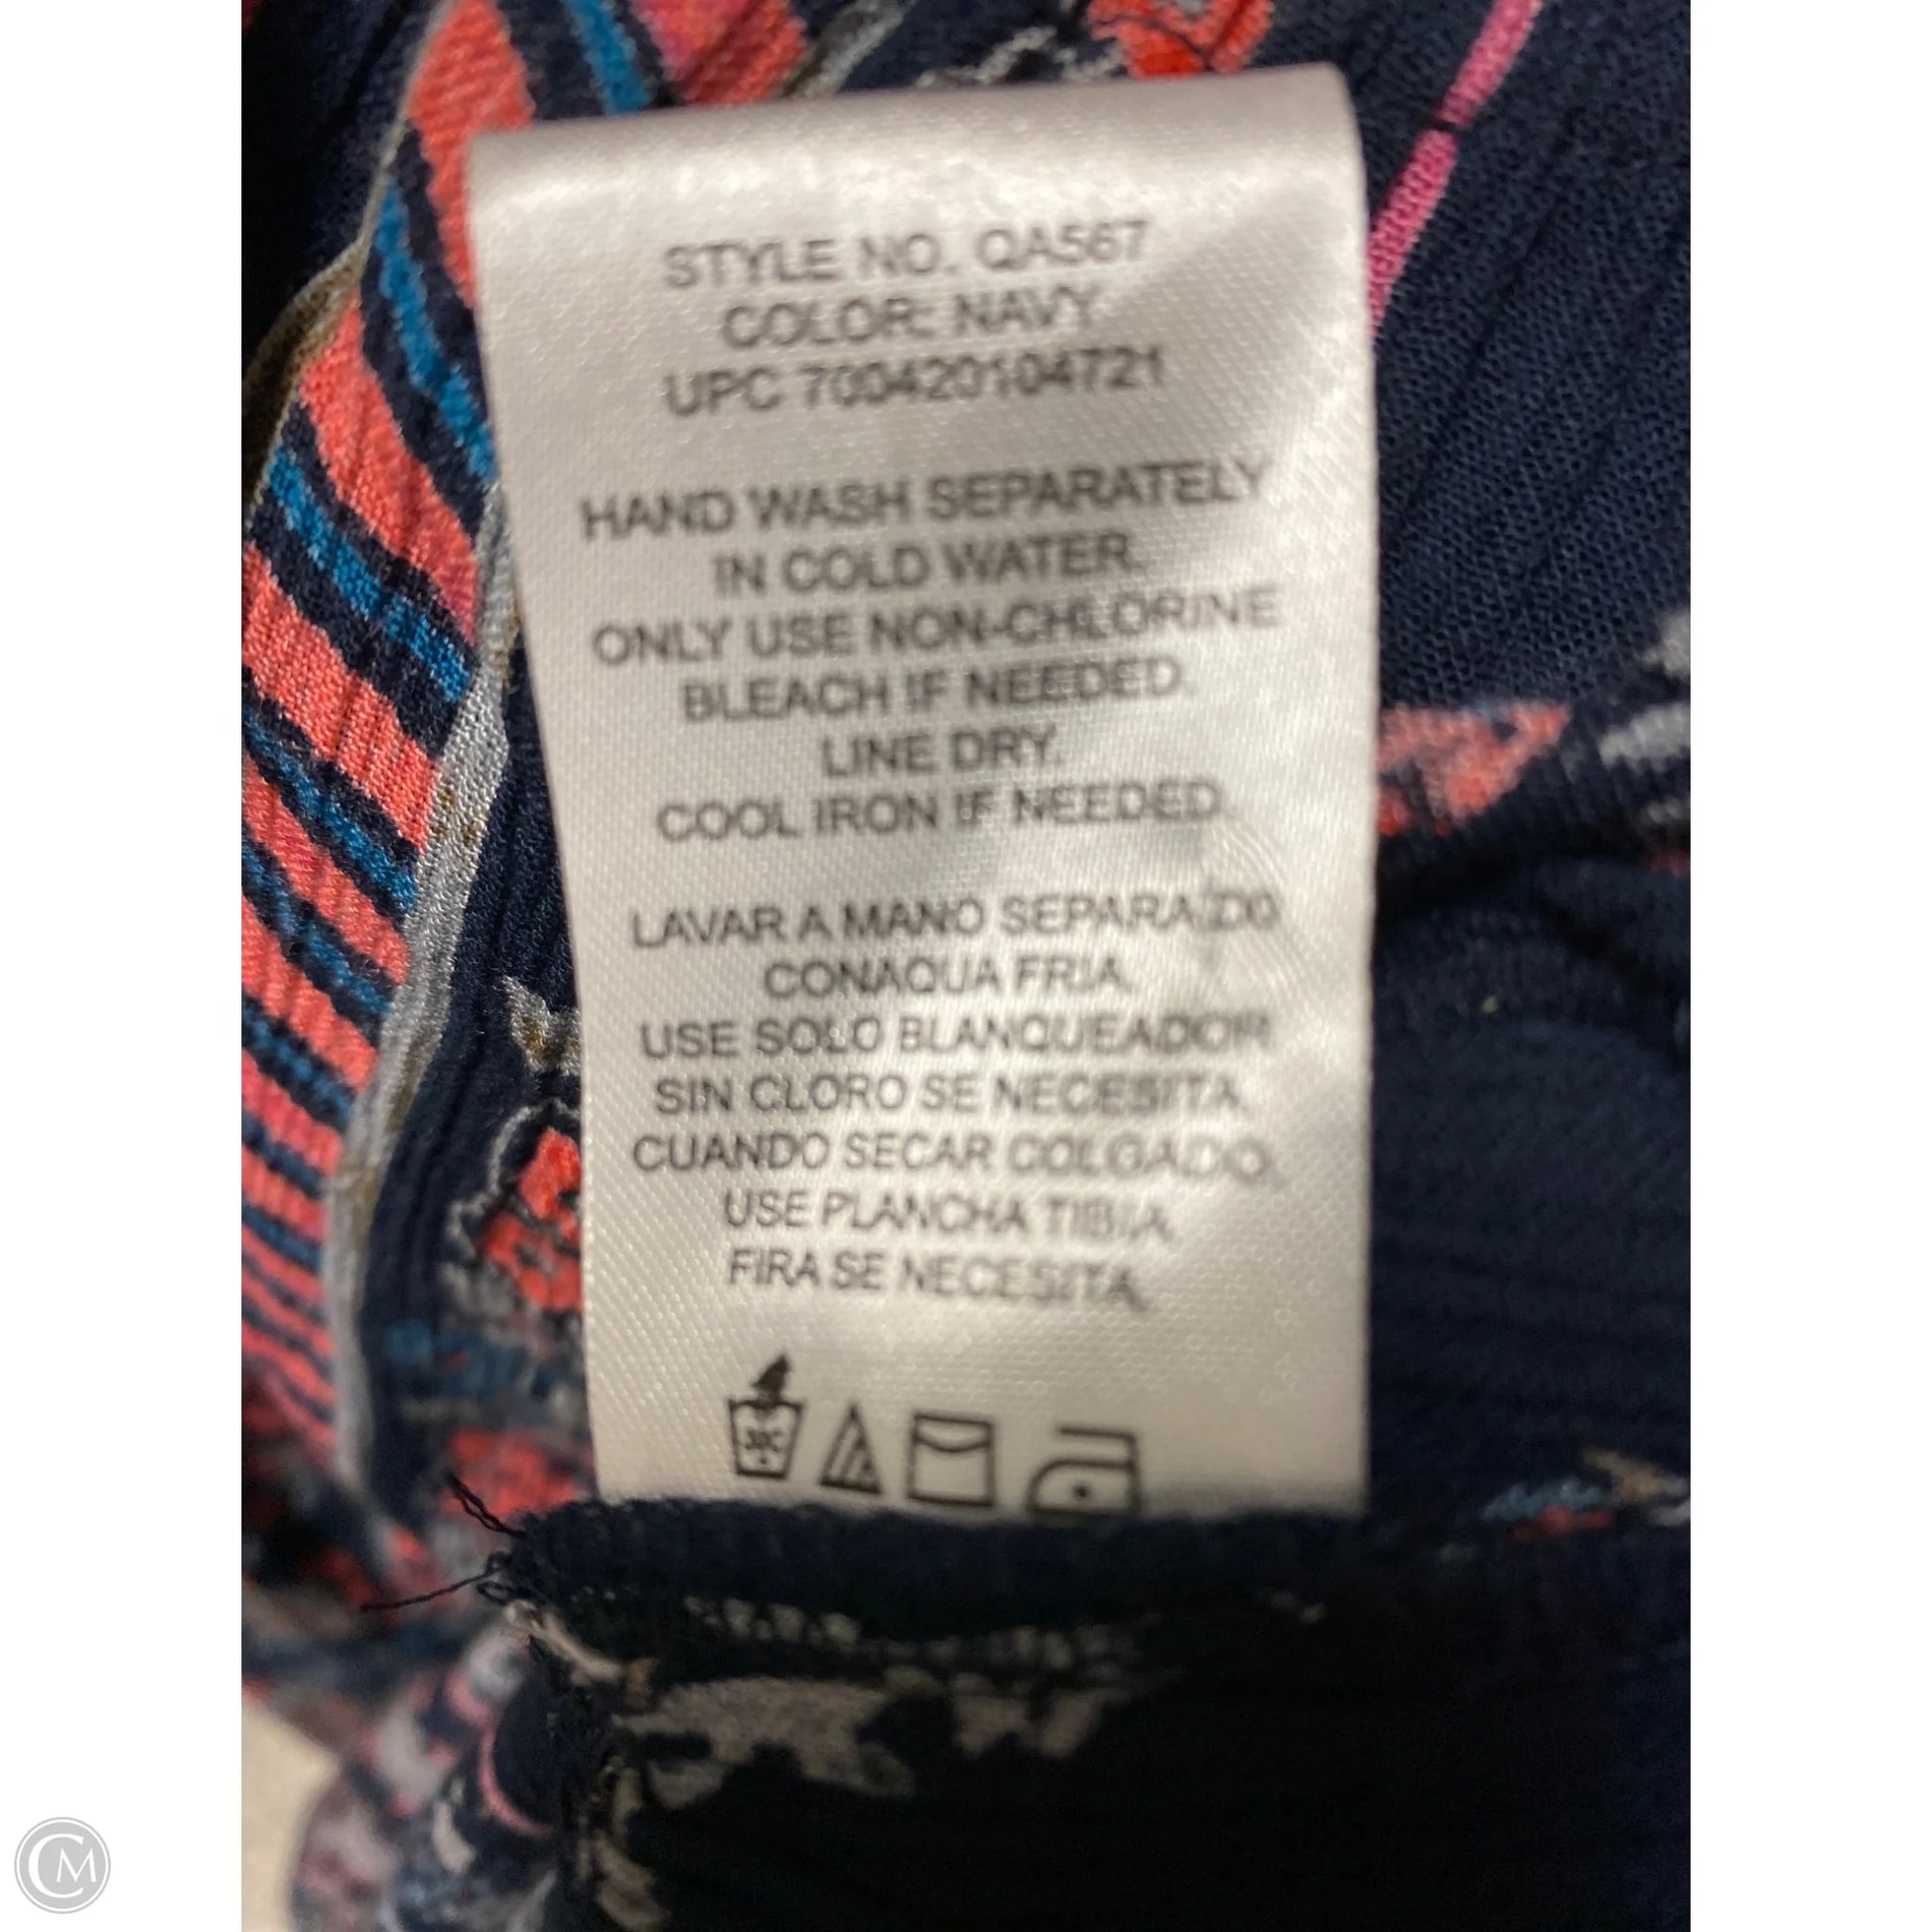 STYLE NO. QA567
COLOR: NAVY
UPC 700420104721
HAND WASH SEPARATELY
IN COLD WATER.
ONLY USE NON-CHLORINE
BLEACH IF NEEDED.
LINE DRY.
COOL IRON IF NEEDED.
LAVAR A MANO SEPARADO
CONAQUA FRIA.
USE SOLO BLANQUEADOR
SIN CLORO SE NECESITA.
CUANDO SECAR COLGADO.
USE PLANCHA TIBIA
FIRA SE NECESITA.
30C
CM